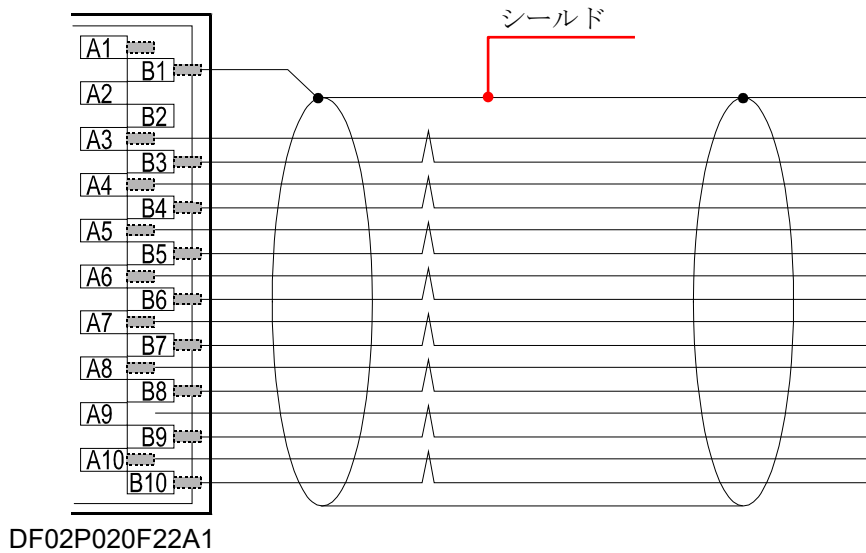 シールド
A1
B1
A2
B2
A3
B3
A4
B4
A5
B5
A6
B6
A7
B7
A8
B8
A9
B9
A10
B10
DF02P020F22A1